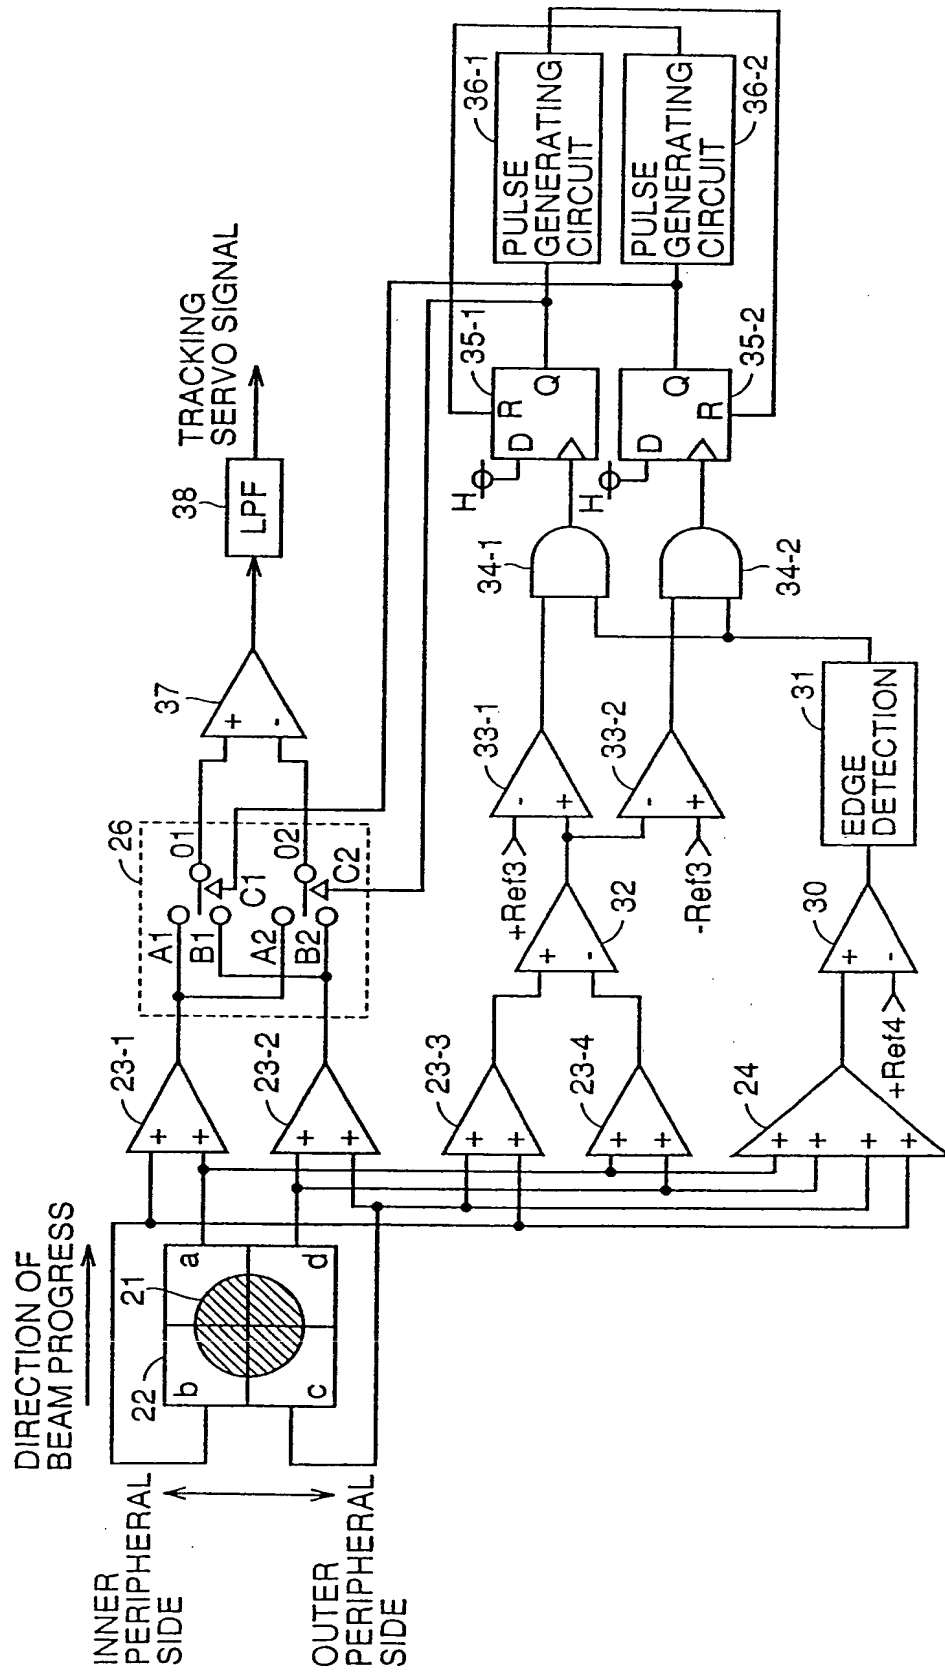 DIRECTION OF
BEAM PROGRESS
INNER
PERIPHERAL
SIDE
OUTER
PERIPHERAL
SIDE
22
21
b
a
c
d
23-1
+
+
23-2
+
+
23-3
+
+
23-4
+
+
24
+
+
+
+
26
A1
B1
A2
B2
C1
C2
01
02
37
+
-
38
LPF
TRACKING
SERVO SIGNAL
32
+
-
+Ref3
33-1
-
+
33-2
-
+
-Ref3
30
+
-
+Ref4
31
EDGE
DETECTION
34-1
34-2
H
D
R
Q
35-1
H
D
R
Q
35-2
PULSE
GENERATING
CIRCUIT
36-1
PULSE
GENERATING
CIRCUIT
36-2